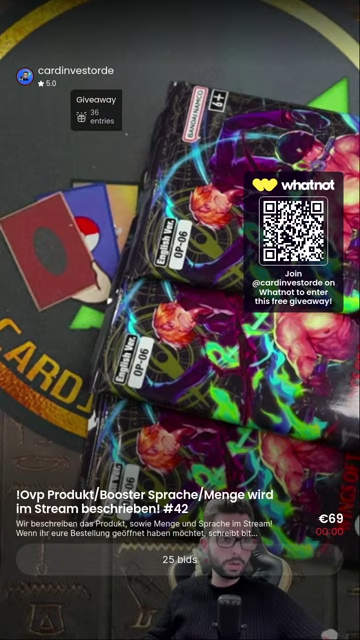 cardinvestorde
★ 5.0
Giveaway
36
entries
BANDAI NAMCO
6+
whatnot
Join
@cardinvestorde on
Whatnot to enter
this free giveaway!
English Ver.
OP-06
English Ver.
OP-06
OP-06
CARD
!Ovp Produkt/Booster Sprache/Menge wird
im Stream beschrieben! #42
€69
Wir beschreiben das Produkt, sowie Menge und Sprache im Stream!
00:00
Wenn ihr eure Bestellung geöffnet haben möchtet, schreibt bit...
25 bids